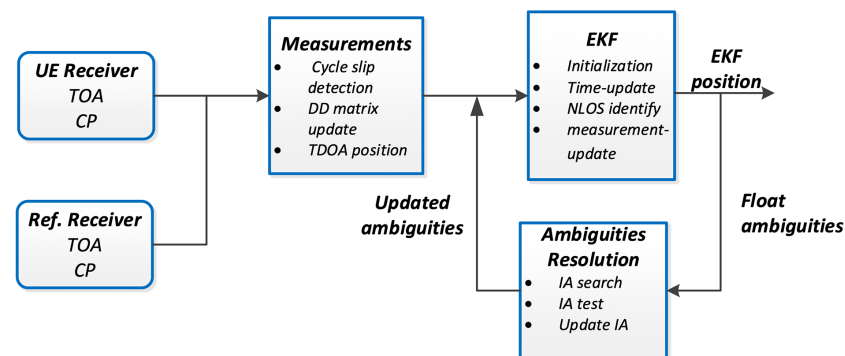 UE Receiver
TOA
CP
Ref. Receiver
TOA
CP
Measurements
• Cycle slip
detection
• DD matrix
update
• TDOA position
EKF
• Initialization
• Time-update
• NLOS identify
• measurement-
update
EKF
position
Updated
ambiguities
Float
ambiguities
Ambiguities
Resolution
• IA search
• IA test
• Update IA